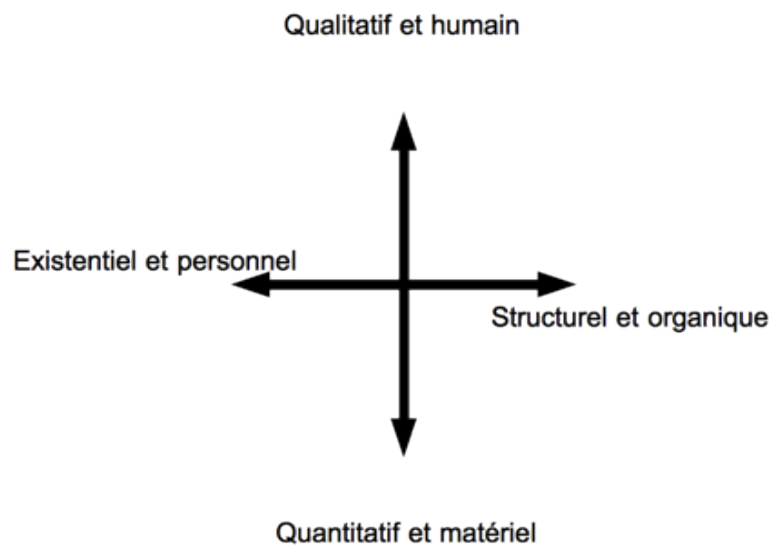 Qualitatif et humain
Existentiel et personnel
Structurel et organique
Quantitatif et matériel